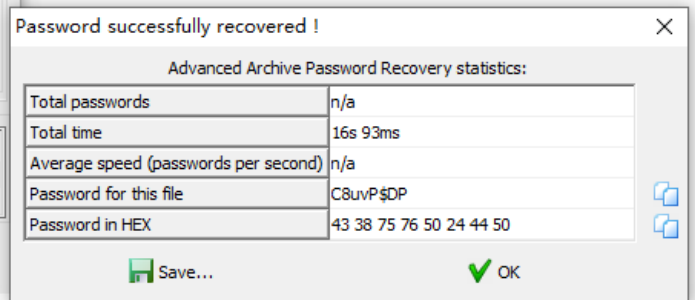 Password successfully recovered !
Advanced Archive Password Recovery statistics:
Total passwords n/a
Total time 16s 93ms
Average speed (passwords per second) n/a
Password for this file C8uvP$DP
Password in HEX 43 38 75 76 50 24 44 50
Save... OK